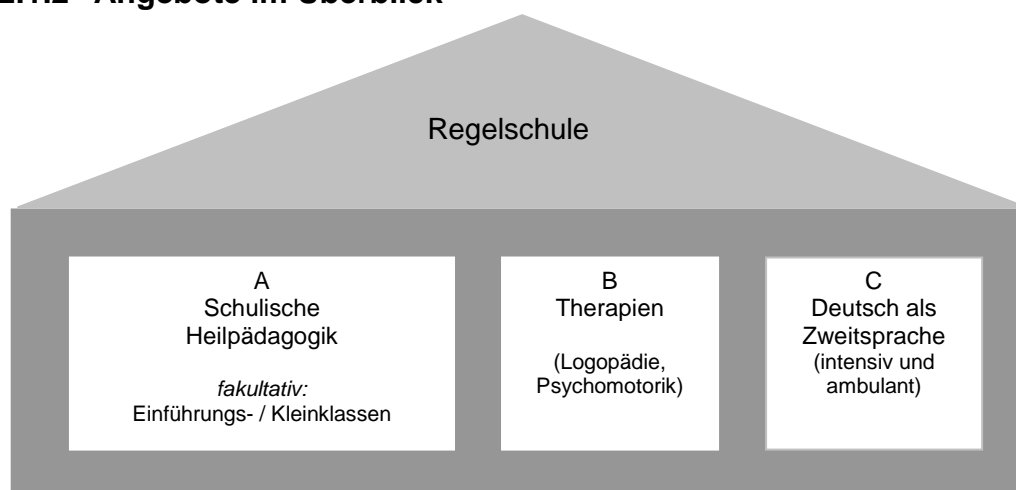 Angebote im Überblick
Regelschule
A
Schulische
Heilpädagogik
fakultativ:
Einführungs- / Kleinklassen
B
Therapien
(Logopädie,
Psychomotorik)
C
Deutsch als
Zweitsprache
(intensiv und
ambulant)